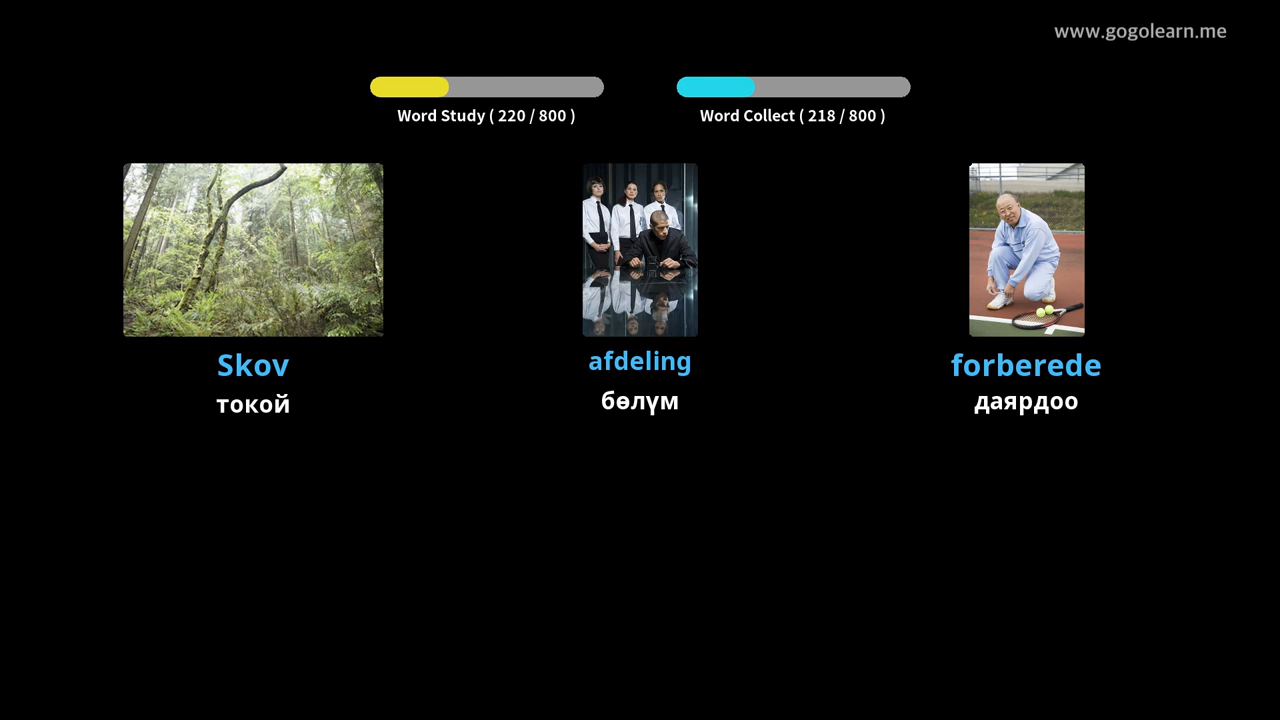 www.gogolearn.me
Word Study ( 220 / 800 )
Word Collect ( 218 / 800 )
Skov
токой
afdeling
бөлүм
forberede
даярдоо